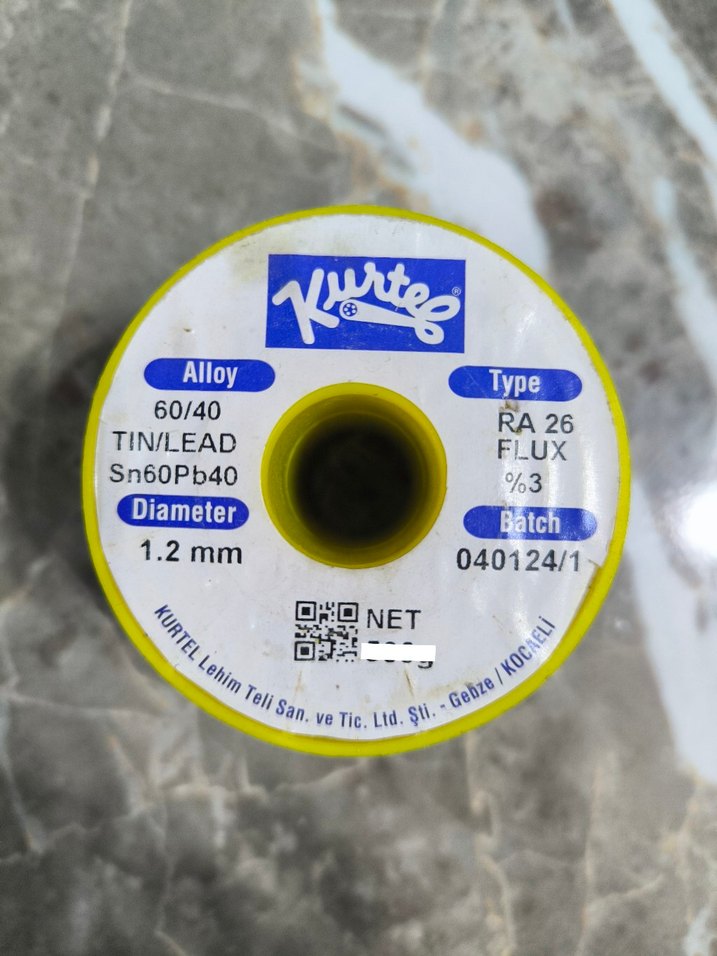 Kurtel®
Alloy
60/40
TIN/LEAD
Sn60Pb40
Diameter
1.2 mm
Type
RA 26
FLUX
%3
Batch
040124/1
NET
KURTEL Lehim Teli San. ve Tic. Ltd. Şti. - Gebze / KOCAELİ